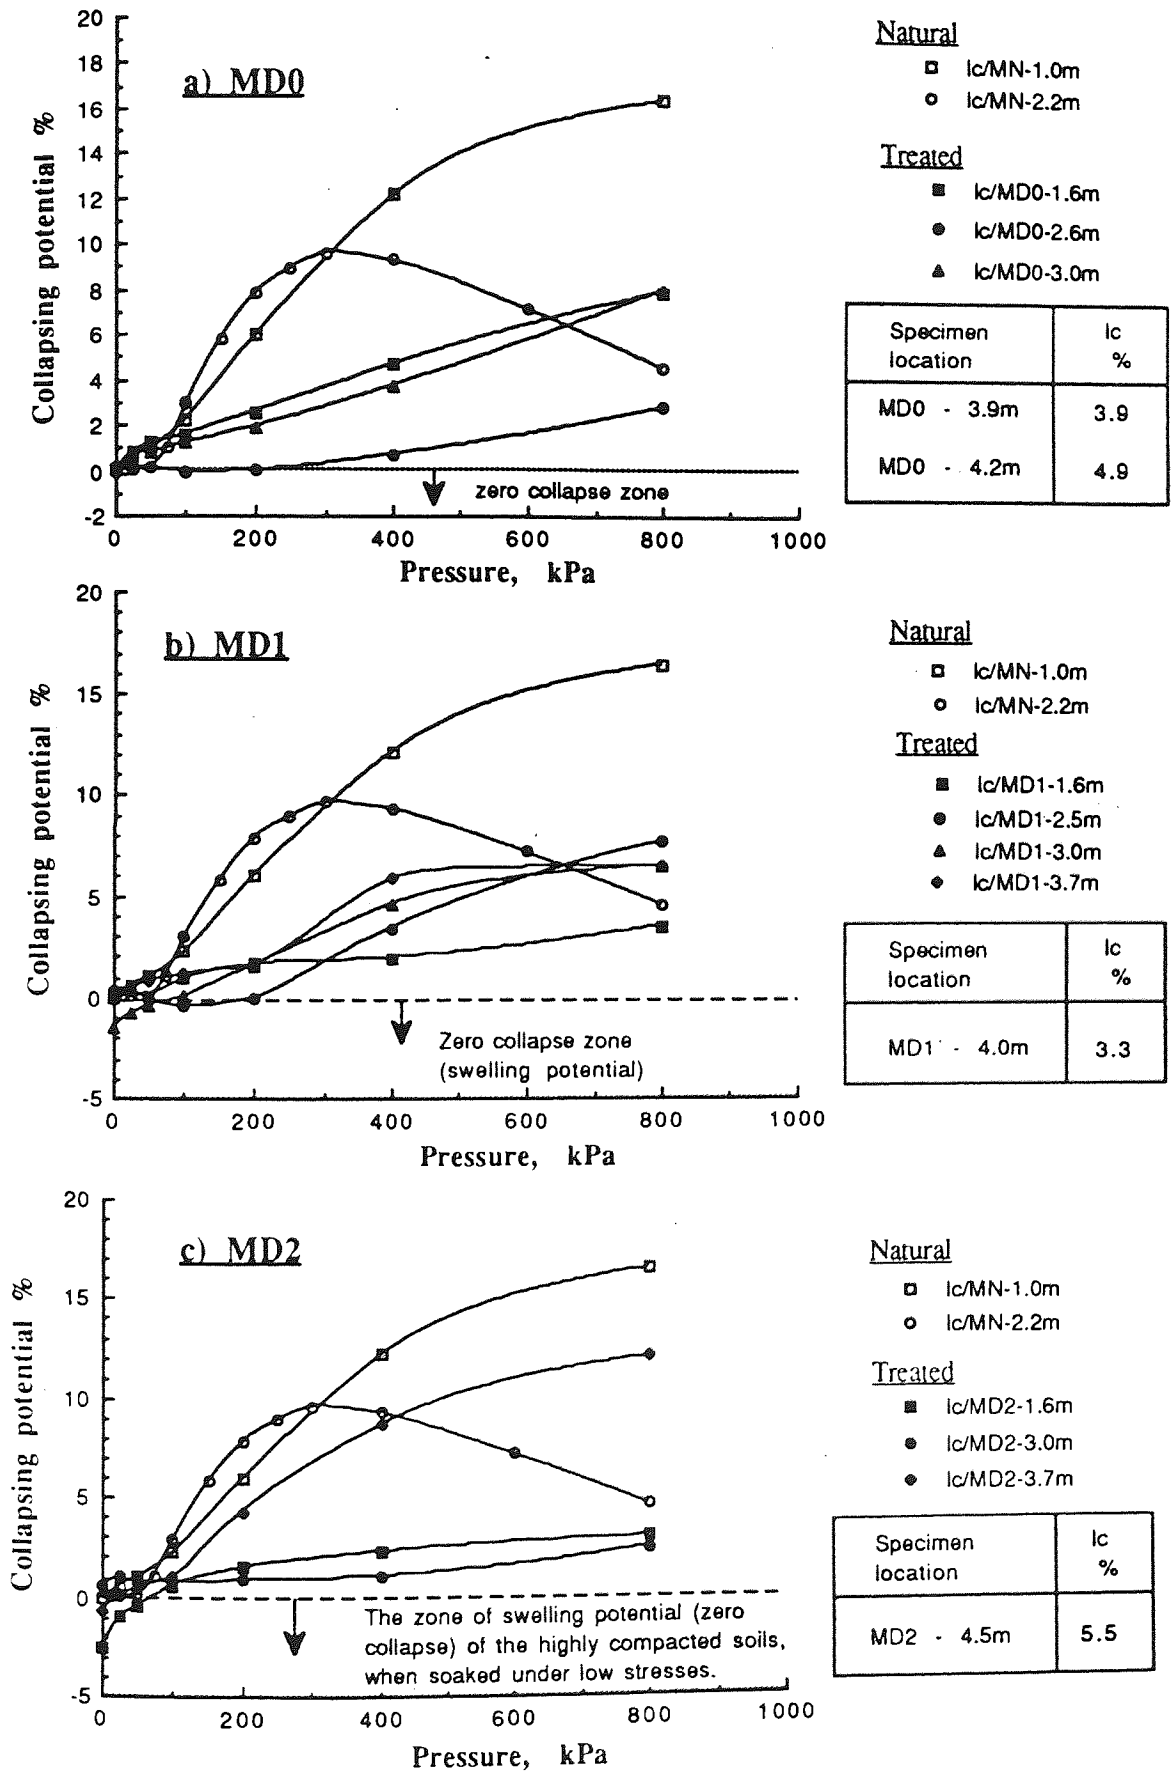 20
18
16
14
12
10
8
6
4
2
0
-2
Collapsing potential %
a) MD0
zero collapse zone
0 200 400 600 800 1000
Pressure, kPa
Natural
Ic/MN-1.0m
Ic/MN-2.2m
Treated
Ic/MD0-1.6m
Ic/MD0-2.6m
Ic/MD0-3.0m
Specimen location Ic %
MD0 - 3.9m 3.9
MD0 - 4.2m 4.9
20
15
10
5
0
-5
Collapsing potential %
b) MD1
Zero collapse zone
(swelling potential)
0 200 400 600 800 1000
Pressure, kPa
Natural
Ic/MN-1.0m
Ic/MN-2.2m
Treated
Ic/MD1-1.6m
Ic/MD1-2.5m
Ic/MD1-3.0m
Ic/MD1-3.7m
Specimen location Ic %
MD1 - 4.0m 3.3
20
15
10
5
0
-5
Collapsing potential %
c) MD2
The zone of swelling potential (zero
collapse) of the highly compacted soils,
when soaked under low stresses.
0 200 400 600 800 1000
Pressure, kPa
Natural
Ic/MN-1.0m
Ic/MN-2.2m
Treated
Ic/MD2-1.6m
Ic/MD2-3.0m
Ic/MD2-3.7m
Specimen location Ic %
MD2 - 4.5m 5.5